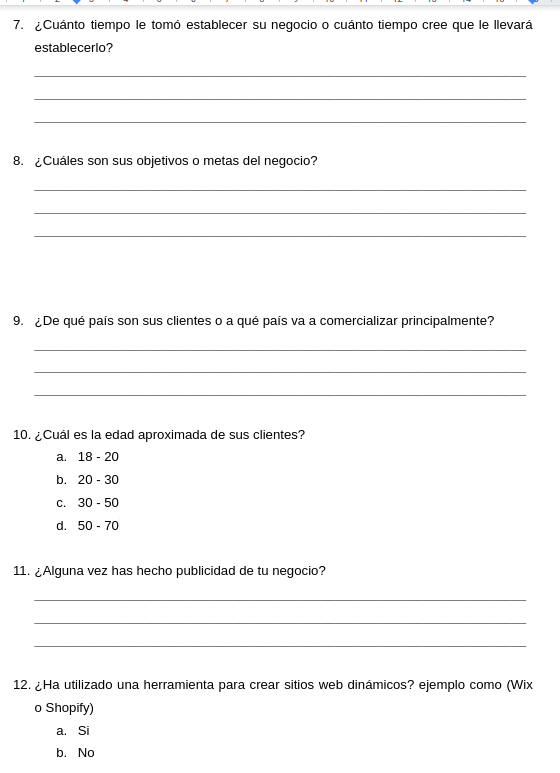 7. ¿Cuánto tiempo le tomó establecer su negocio o cuánto tiempo cree que le llevará
establecerlo?
8. ¿Cuáles son sus objetivos o metas del negocio?
9. ¿De qué país son sus clientes o a qué país va a comercializar principalmente?
10. ¿Cuál es la edad aproximada de sus clientes?
a. 18 - 20
b. 20 - 30
c. 30 - 50
d. 50 - 70
11. ¿Alguna vez has hecho publicidad de tu negocio?
12. ¿Ha utilizado una herramienta para crear sitios web dinámicos? ejemplo como (Wix
o Shopify)
a. Si
b. No